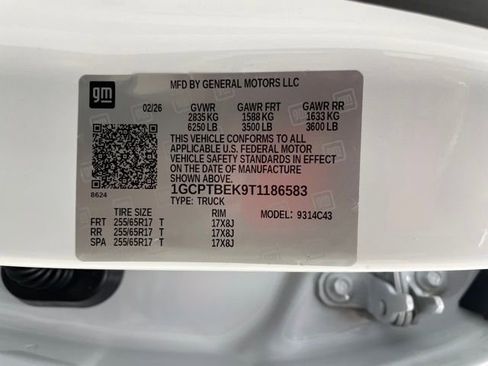 gm
MFD BY GENERAL MOTORS LLC
02/26 GVWR GAWR FRT GAWR RR
2835 KG 1588 KG 1633 KG
6250 LB 3500 LB 3600 LB
THIS VEHICLE CONFORMS TO ALL
APPLICABLE U.S. FEDERAL MOTOR
VEHICLE SAFETY STANDARDS IN EFFECT
ON THE DATE OF MANUFACTURE
SHOWN ABOVE.
1GCPTBEK9T1186583
8624 TYPE: TRUCK
TIRE SIZE RIM MODEL: 9314C43
FRT 255/65R17 T 17X8J
RR 255/65R17 T 17X8J
SPA 255/65R17 T 17X8J